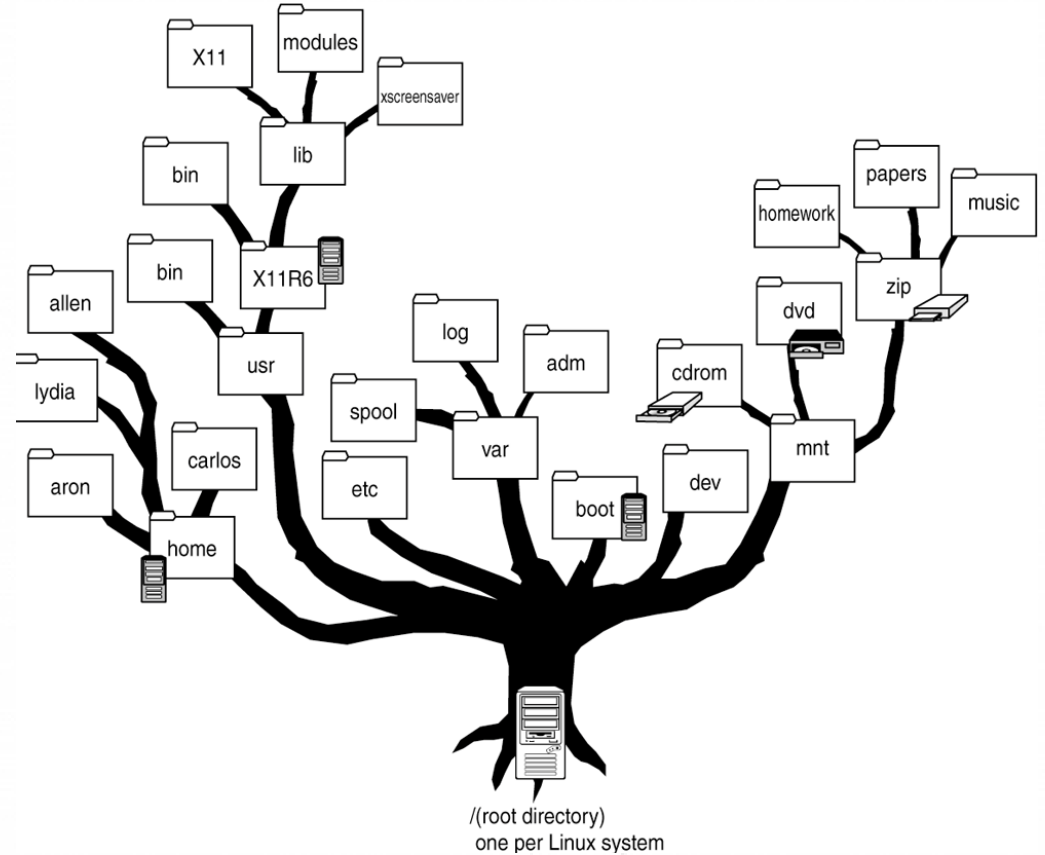 X11
modules
xscreensaver
lib
bin
papers
homework
music
bin
X11R6
zip
allen
dvd
log
adm
usr
cdrom
lydia
spool
var
mnt
carlos
aron
etc
dev
boot
home
/(root directory)
one per Linux system